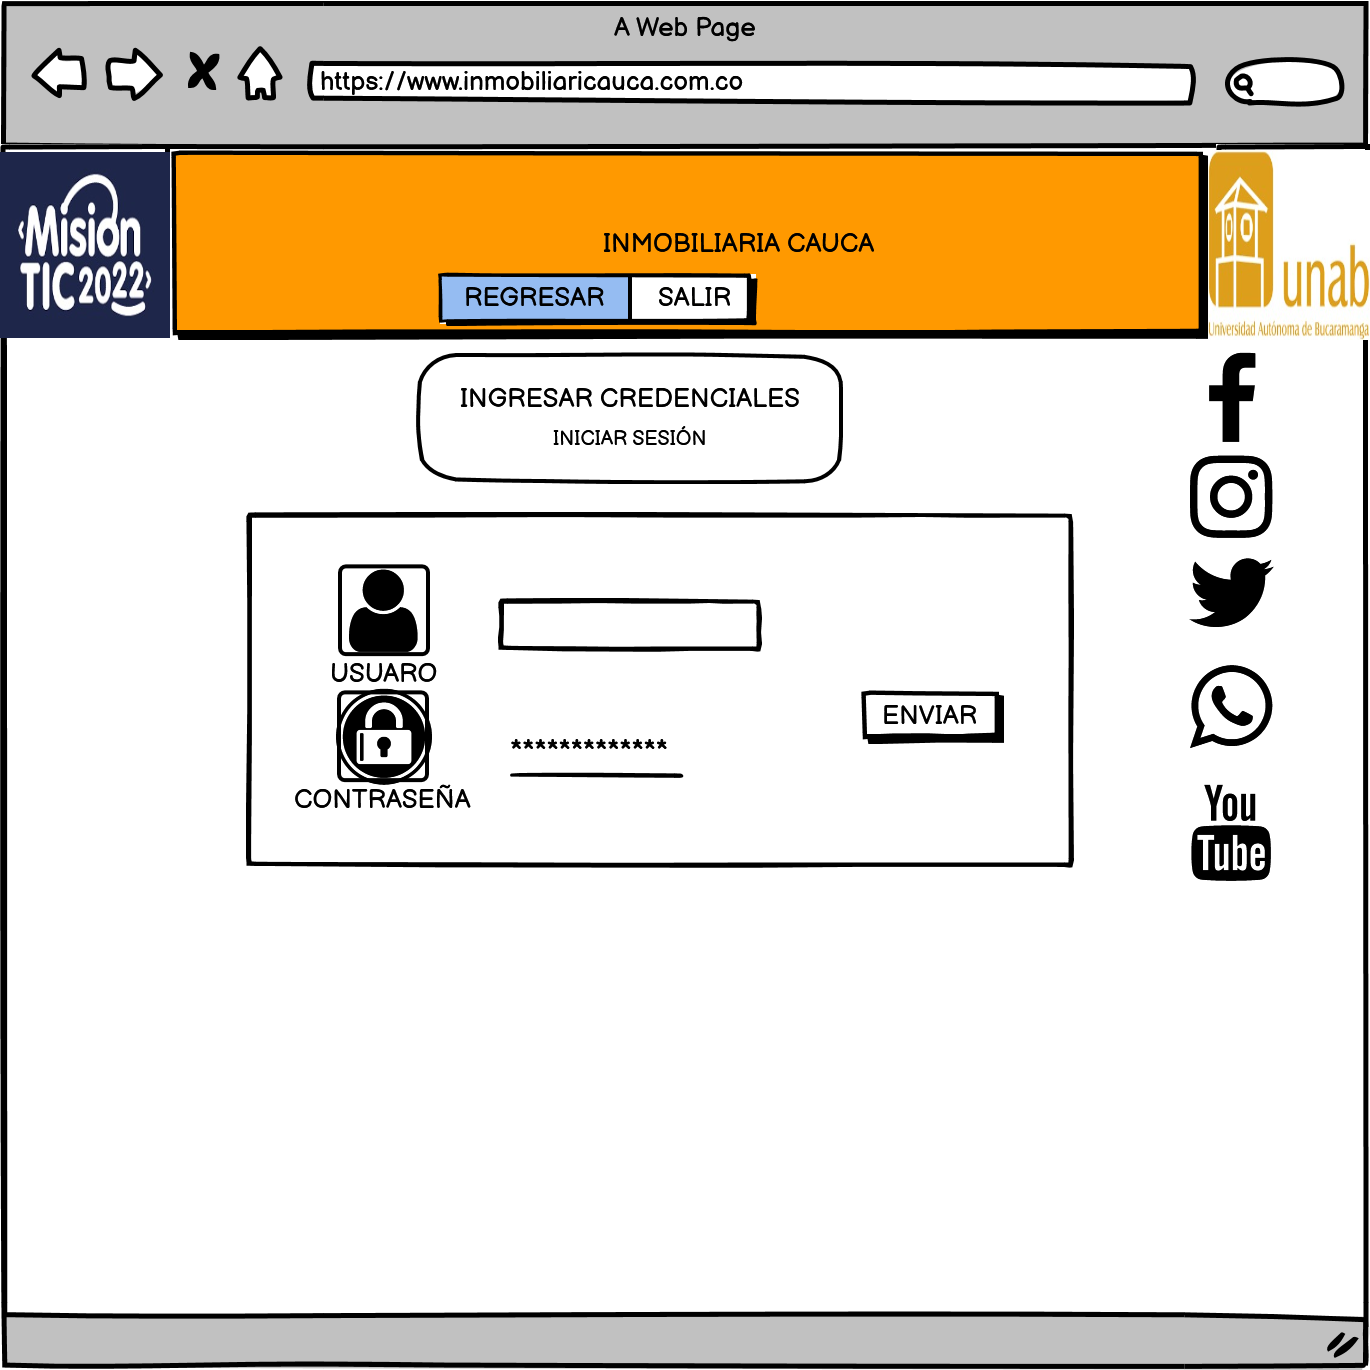 A Web Page
https://www.inmobiliaricauca.com.co
‹Misión
TIC 2022›
INMOBILIARIA CAUCA
REGRESAR SALIR
unab
Universidad Autónoma de Bucaramanga
INGRESAR CREDENCIALES
INICIAR SESIÓN
USUARO
ENVIAR
*************
CONTRASEÑA
You
Tube